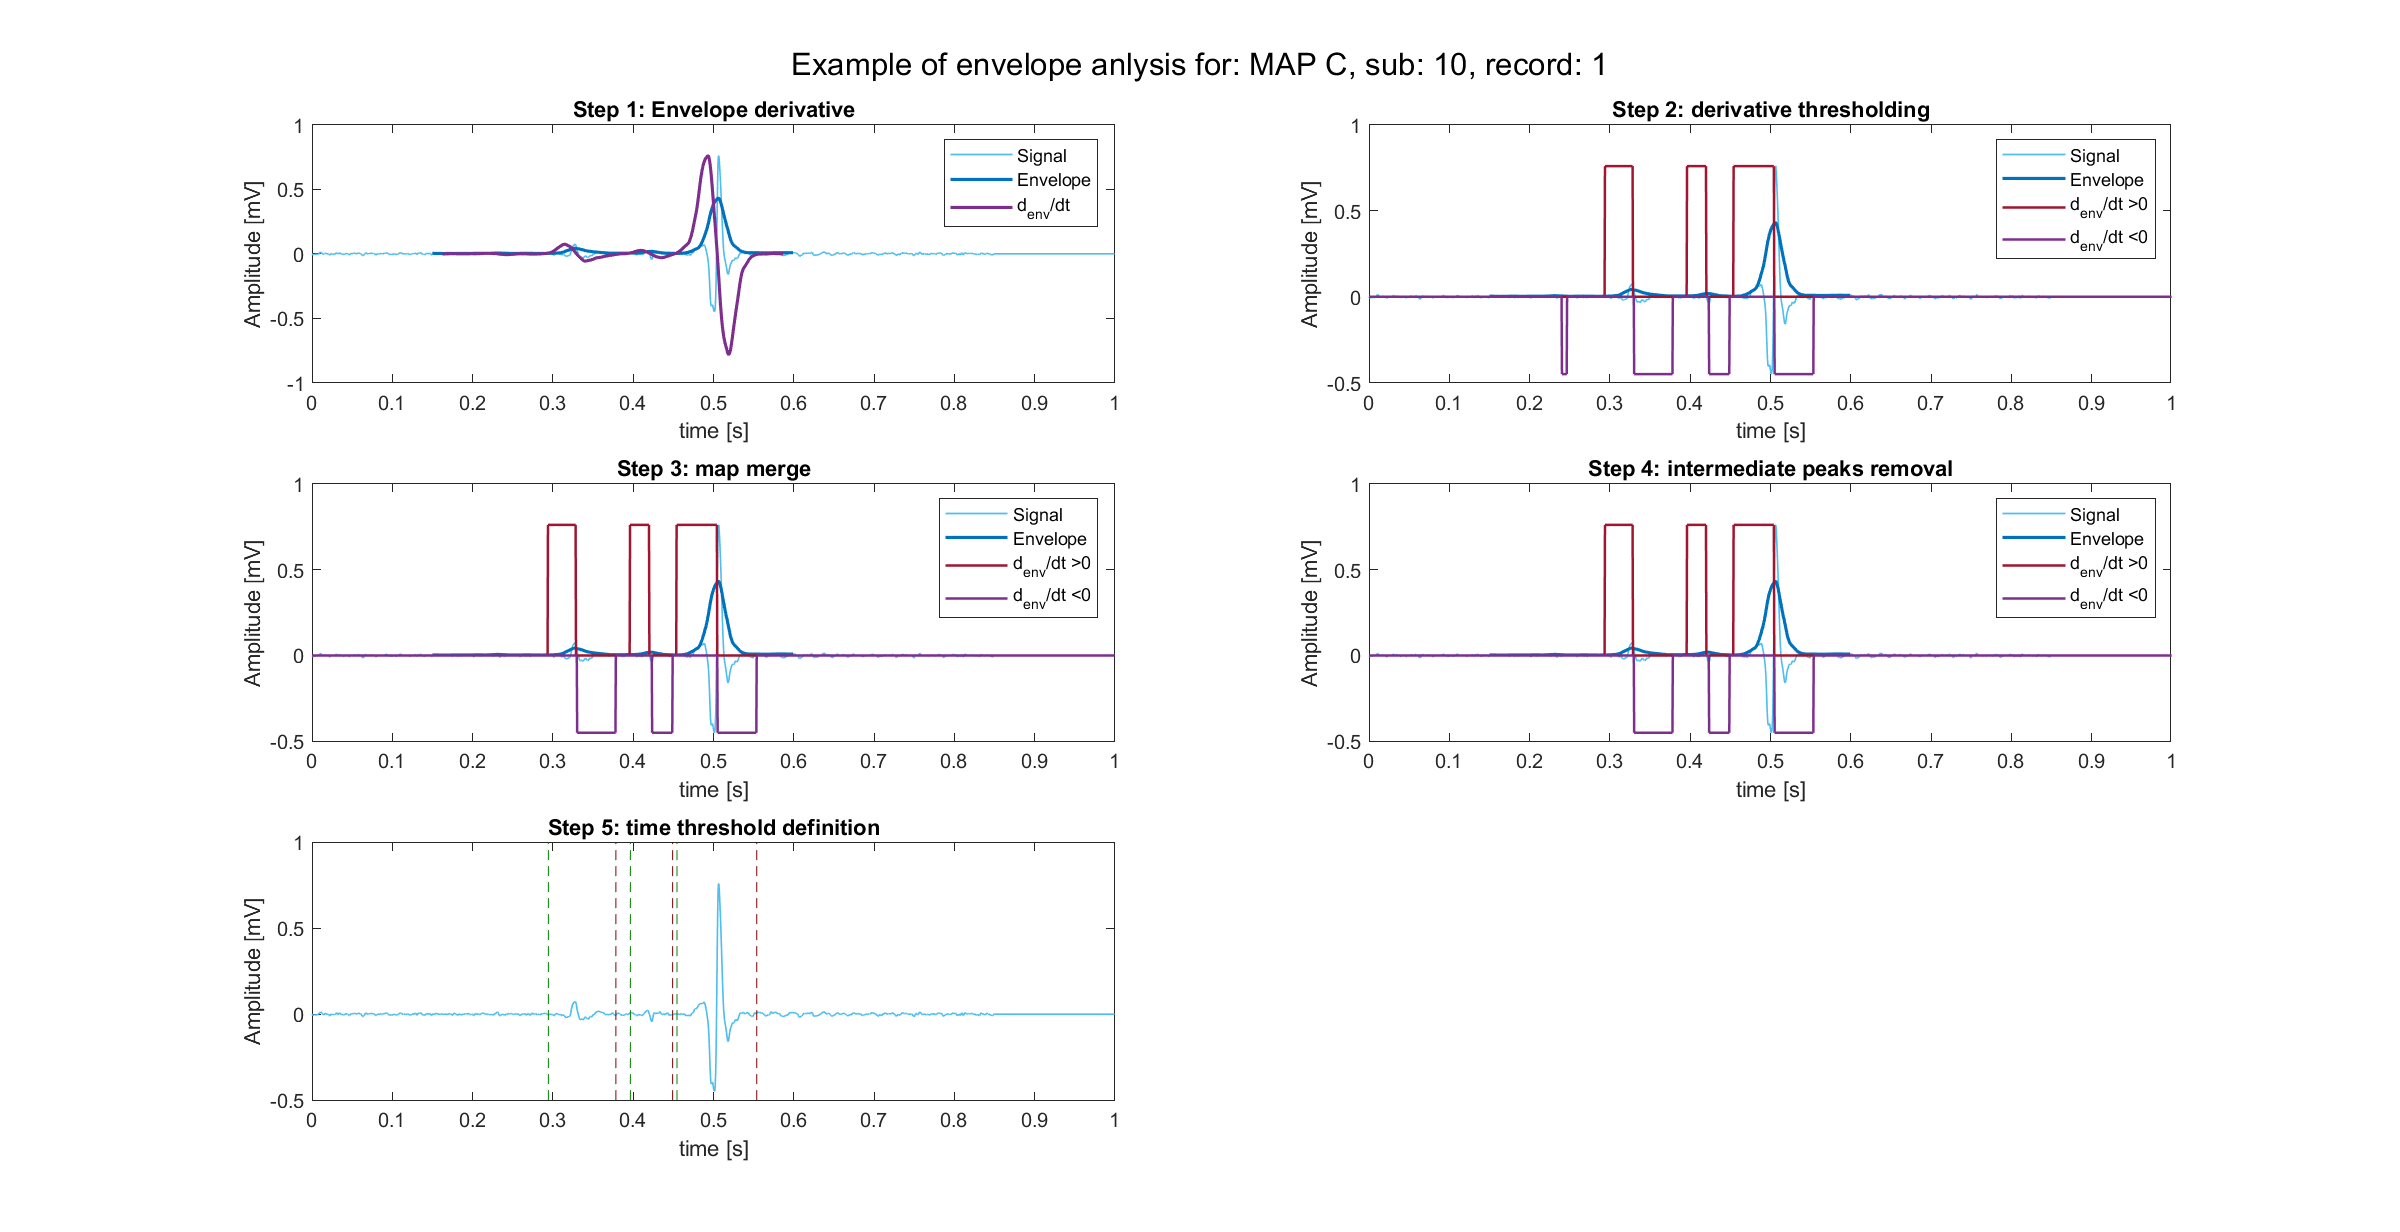 Example of envelope anlysis for: MAP C, sub: 10, record: 1
Step 1: Envelope derivative
1
0.5
0
-0.5
-1
Amplitude [mV]
Signal
Envelope
d_env/dt
0 0.1 0.2 0.3 0.4 0.5 0.6 0.7 0.8 0.9 1
time [s]
Step 2: derivative thresholding
1
0.5
0
-0.5
Amplitude [mV]
Signal
Envelope
d_env/dt >0
d_env/dt <0
0 0.1 0.2 0.3 0.4 0.5 0.6 0.7 0.8 0.9 1
time [s]
Step 3: map merge
1
0.5
0
-0.5
Amplitude [mV]
Signal
Envelope
d_env/dt >0
d_env/dt <0
0 0.1 0.2 0.3 0.4 0.5 0.6 0.7 0.8 0.9 1
time [s]
Step 4: intermediate peaks removal
1
0.5
0
-0.5
Amplitude [mV]
Signal
Envelope
d_env/dt >0
d_env/dt <0
0 0.1 0.2 0.3 0.4 0.5 0.6 0.7 0.8 0.9 1
time [s]
Step 5: time threshold definition
1
0.5
0
-0.5
Amplitude [mV]
0 0.1 0.2 0.3 0.4 0.5 0.6 0.7 0.8 0.9 1
time [s]